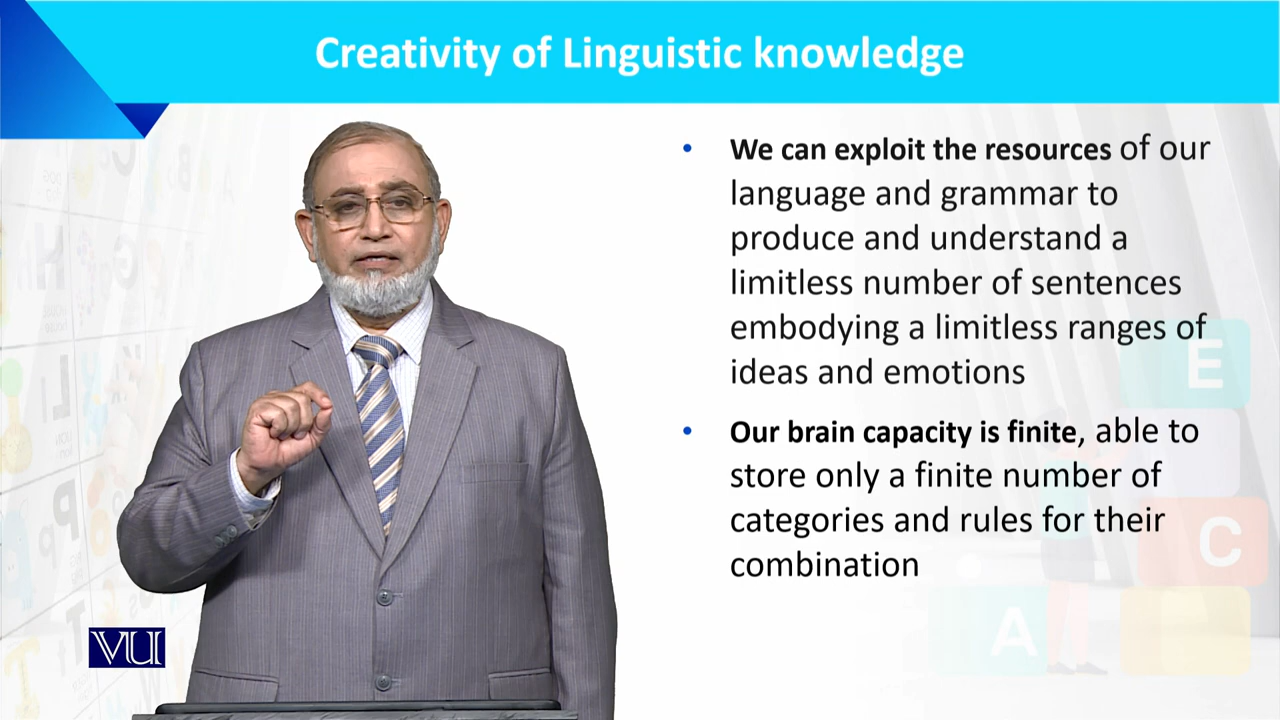 Creativity of Linguistic knowledge
• We can exploit the resources of our
language and grammar to
produce and understand a
limitless number of sentences
embodying a limitless ranges of
ideas and emotions
• Our brain capacity is finite, able to
store only a finite number of
categories and rules for their
combination
VU
E
C
A